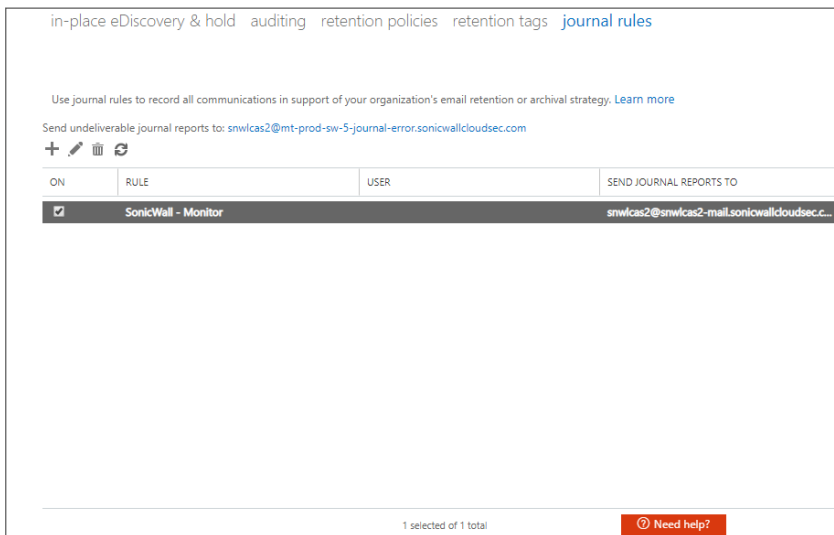 in-place eDiscovery & hold auditing retention policies retention tags journal rules
Use journal rules to record all communications in support of your organization's email retention or archival strategy. Learn more
Send undeliverable journal reports to: snwlcas2@mt-prod-sw-5-journal-error.sonicwallcloudsec.com
ON RULE USER SEND JOURNAL REPORTS TO
SonicWall - Monitor snwlcas2@snwlcas2-mail.sonicwallcloudsec.c...
1 selected of 1 total Need help?